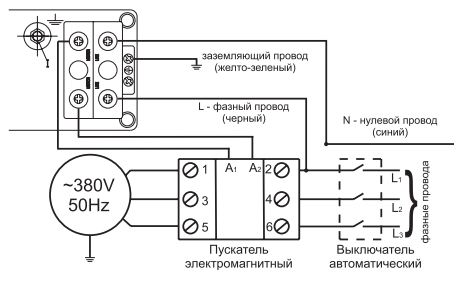 I
заземляющий провод
(желто-зеленый)
L - фазный провод
(черный)
N - нулевой провод
(синий)
~380V
50Hz
1 A1 A2 2
3 4
5 6
L1
L2
L3
фазные провода
Пускатель
электромагнитный
Выключатель
автоматический